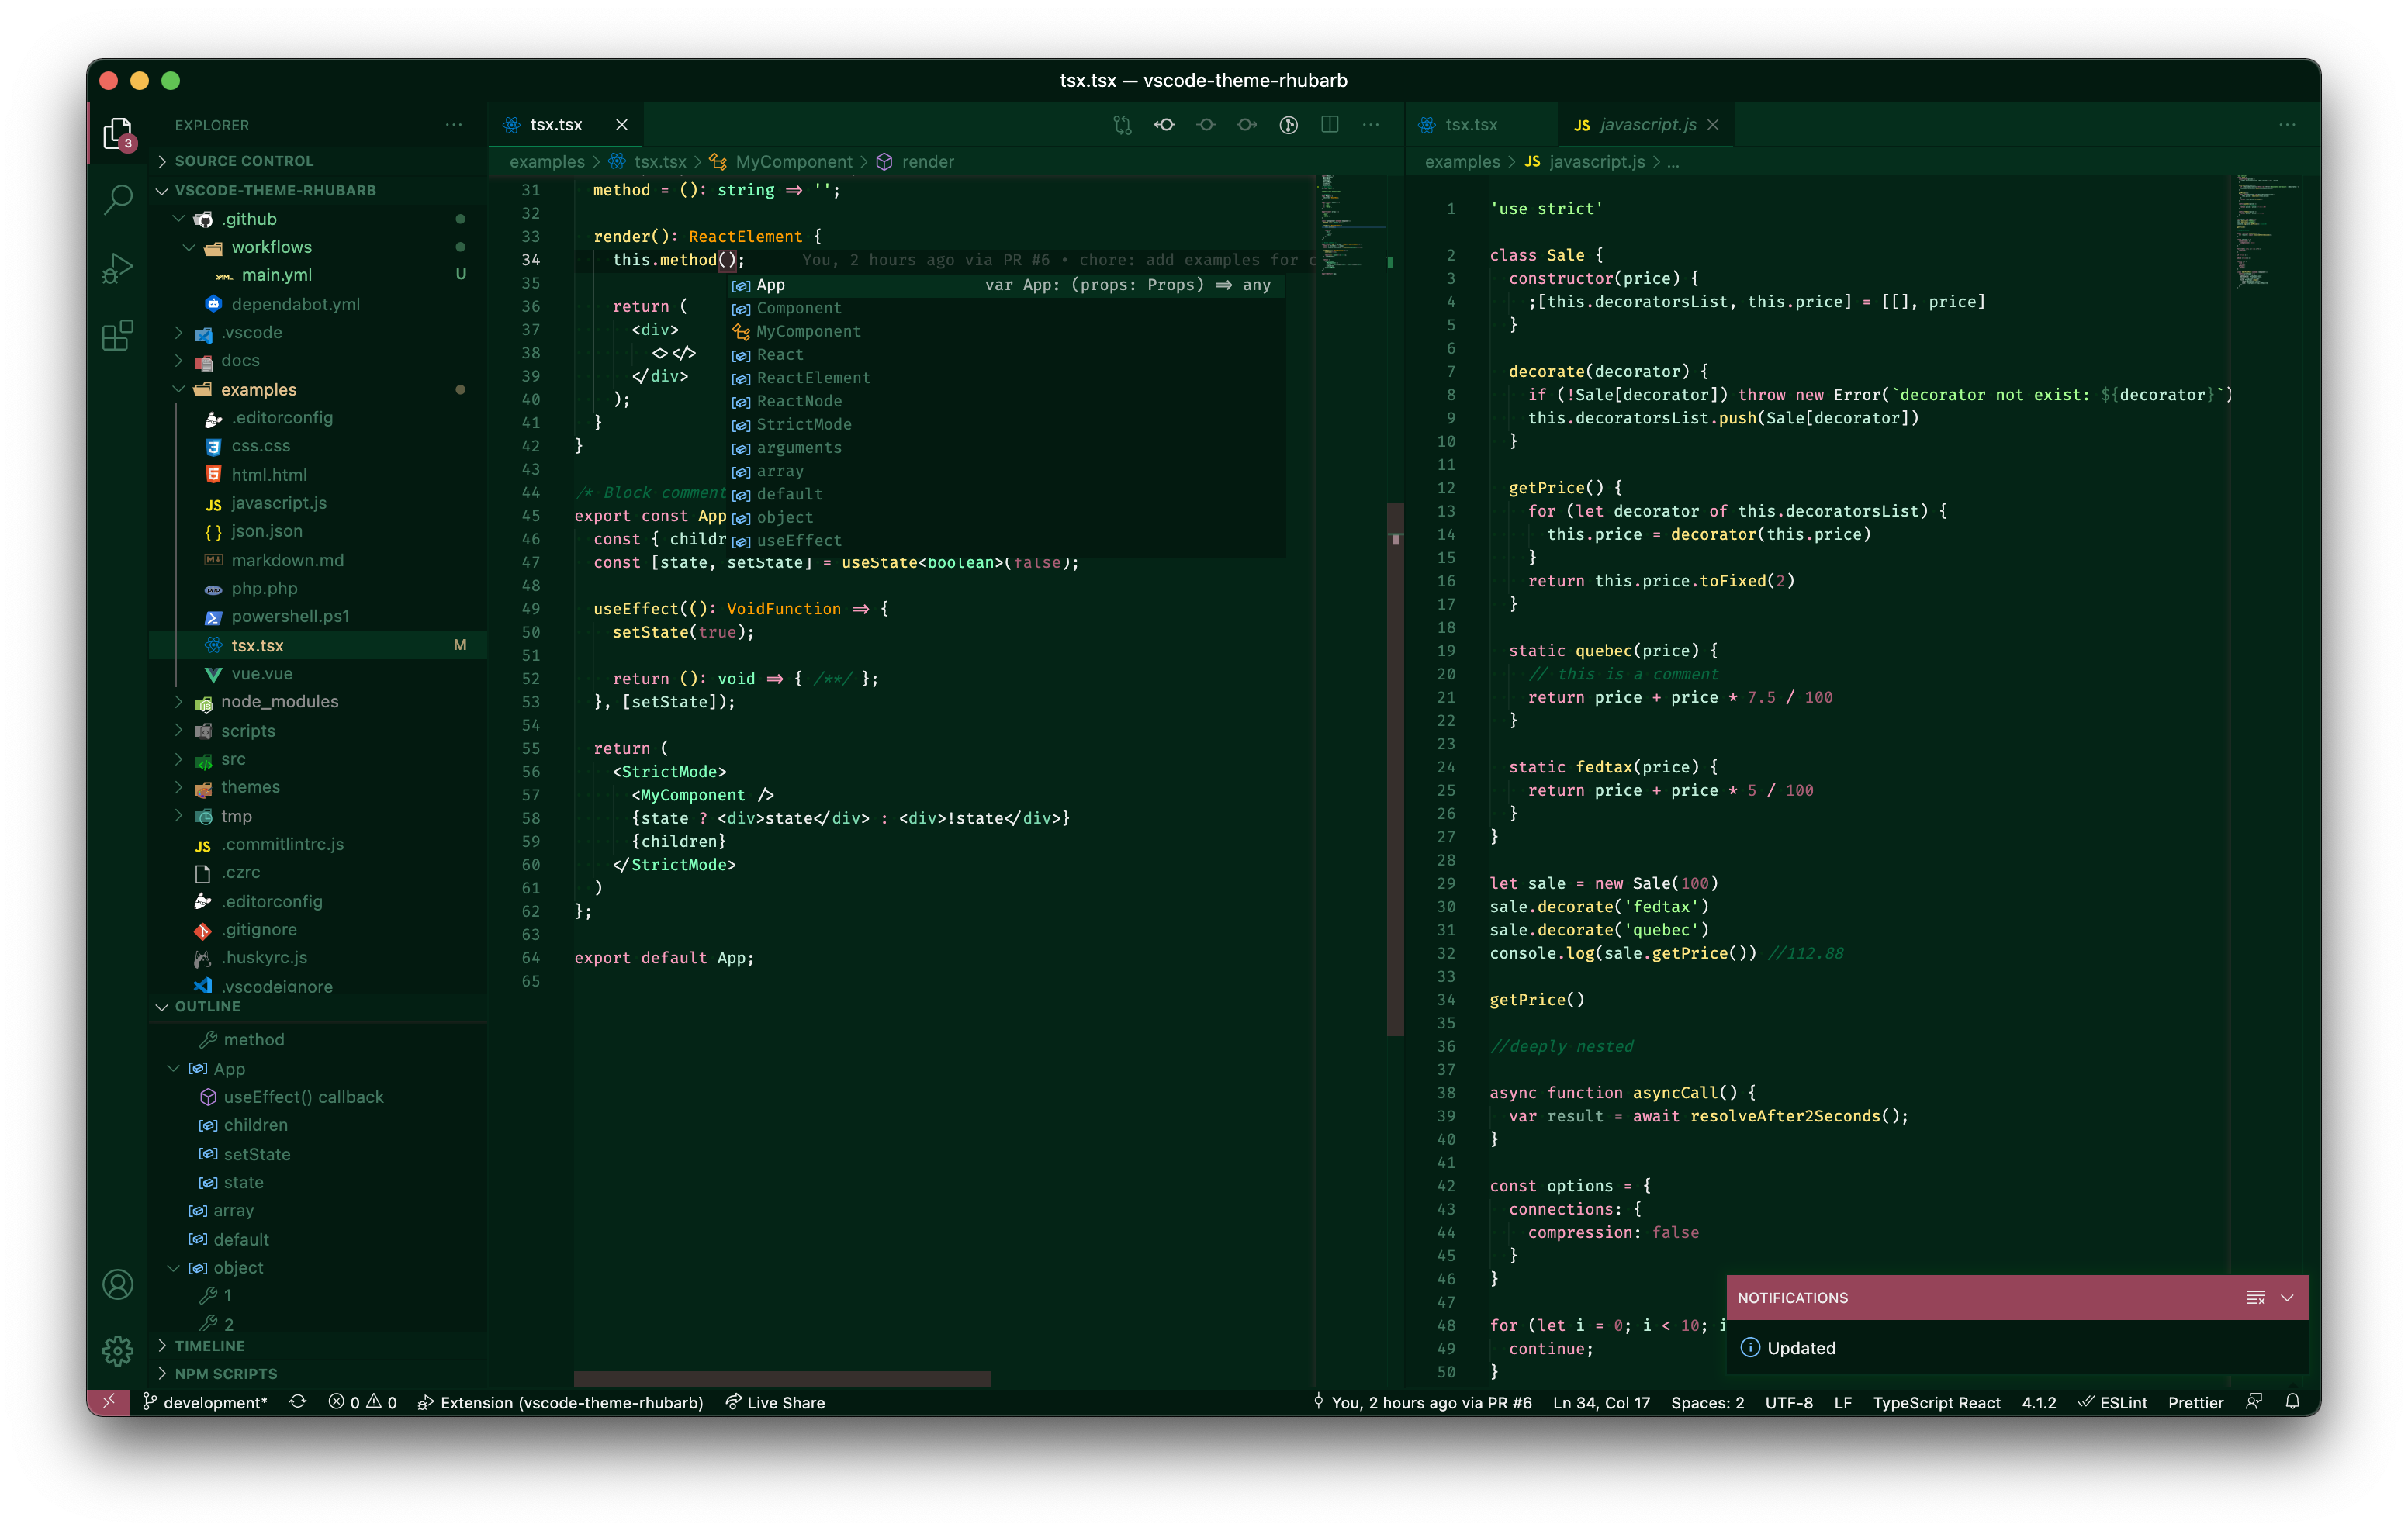 tsx.tsx — vscode-theme-rhubarb
3
EXPLORER
SOURCE CONTROL
VSCODE-THEME-RHUBARB
.github
workflows
main.yml U
dependabot.yml
.vscode
docs
examples
.editorconfig
css.css
html.html
JS javascript.js
{ } json.json
markdown.md
php.php
powershell.ps1
tsx.tsx M
vue.vue
node_modules
scripts
src
themes
tmp
JS .commitlintrc.js
.czrc
.editorconfig
.gitignore
.huskyrc.js
.vscodeignore
OUTLINE
method
App
useEffect() callback
children
setState
state
array
default
object
1
2
TIMELINE
NPM SCRIPTS
tsx.tsx
examples > tsx.tsx > MyComponent > render
31 method = (): string => '';
32
33 render(): ReactElement {
34 this.method(); You, 2 hours ago via PR #6 • chore: add examples for
35
36 return (
37 <div>
38 <></>
39 </div>
40 );
41 }
42 }
43
44 /* Block comment
45 export const App
46 const { childr
47 const [state, setState] = useState<boolean>(false);
48
49 useEffect((): VoidFunction => {
50 setState(true);
51
52 return (): void => { /**/ };
53 }, [setState]);
54
55 return (
56 <StrictMode>
57 <MyComponent />
58 {state ? <div>state</div> : <div>!state</div>}
59 {children}
60 </StrictMode>
61 )
62 };
63
64 export default App;
65
App var App: (props: Props) => any
Component
MyComponent
React
ReactElement
ReactNode
StrictMode
arguments
array
default
object
useEffect
tsx.tsx JS javascript.js
examples > JS javascript.js > ...
1 'use strict'
2 class Sale {
3 constructor(price) {
4 ;[this.decoratorsList, this.price] = [[], price]
5 }
6
7 decorate(decorator) {
8 if (!Sale[decorator]) throw new Error(`decorator not exist: ${decorator}`)
9 this.decoratorsList.push(Sale[decorator])
10 }
11
12 getPrice() {
13 for (let decorator of this.decoratorsList) {
14 this.price = decorator(this.price)
15 }
16 return this.price.toFixed(2)
17 }
18
19 static quebec(price) {
20 // this is a comment
21 return price + price * 7.5 / 100
22 }
23
24 static fedtax(price) {
25 return price + price * 5 / 100
26 }
27 }
28
29 let sale = new Sale(100)
30 sale.decorate('fedtax')
31 sale.decorate('quebec')
32 console.log(sale.getPrice()) //112.88
33
34 getPrice()
35
36 //deeply nested
37
38 async function asyncCall() {
39 var result = await resolveAfter2Seconds();
40 }
41
42 const options = {
43 connections: {
44 compression: false
45 }
46 }
47
48 for (let i = 0; i < 10; i
49 continue;
50 }
NOTIFICATIONS
Updated
development* 0 0 Extension (vscode-theme-rhubarb) Live Share You, 2 hours ago via PR #6 Ln 34, Col 17 Spaces: 2 UTF-8 LF TypeScript React 4.1.2 ESLint Prettier